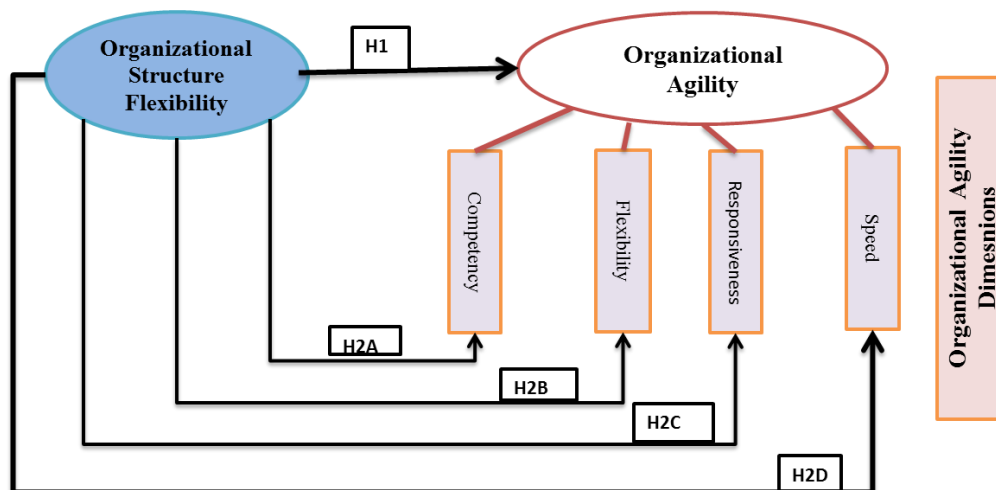 Organizational
Structure
Flexibility
H1
Organizational
Agility
Competency
Flexibility
Responsiveness
Speed
Organizational Agility
Dimesnions
H2A
H2B
H2C
H2D